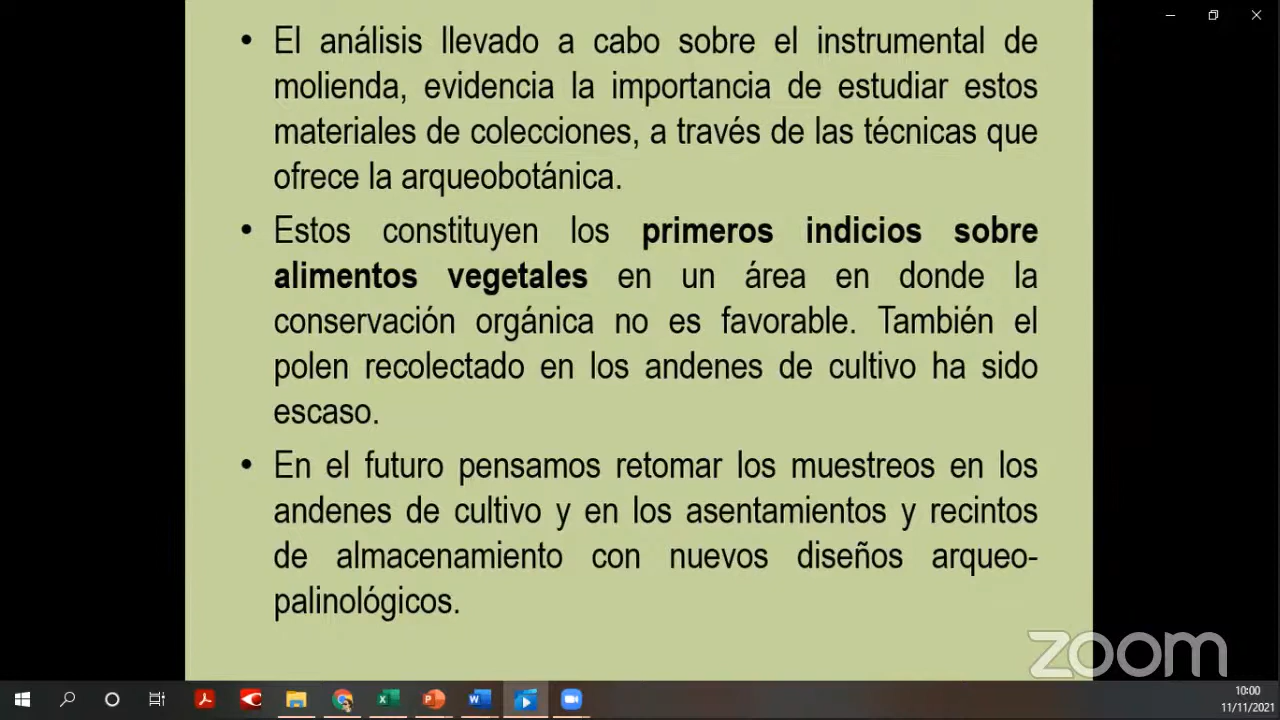 • El análisis llevado a cabo sobre el instrumental de
molienda, evidencia la importancia de estudiar estos
materiales de colecciones, a través de las técnicas que
ofrece la arqueobotánica.
• Estos constituyen los primeros indicios sobre
alimentos vegetales en un área en donde la
conservación orgánica no es favorable. También el
polen recolectado en los andenes de cultivo ha sido
escaso.
• En el futuro pensamos retomar los muestreos en los
andenes de cultivo y en los asentamientos y recintos
de almacenamiento con nuevos diseños arqueo-
palinológicos.
zoom
10:00
11/11/2021